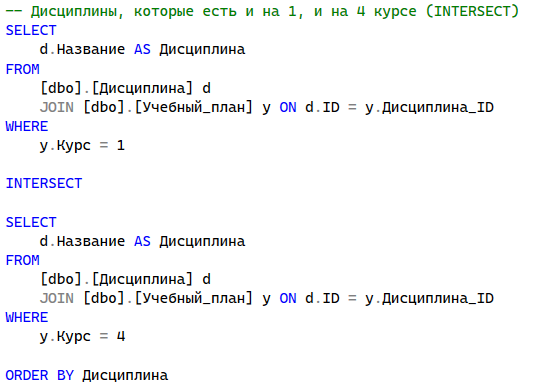 -- Дисциплины, которые есть и на 1, и на 4 курсе (INTERSECT)
SELECT
    d.Название AS Дисциплина
FROM
    [dbo].[Дисциплина] d
    JOIN [dbo].[Учебный_план] y ON d.ID = y.Дисциплина_ID
WHERE
    y.Курс = 1

INTERSECT

SELECT
    d.Название AS Дисциплина
FROM
    [dbo].[Дисциплина] d
    JOIN [dbo].[Учебный_план] y ON d.ID = y.Дисциплина_ID
WHERE
    y.Курс = 4

ORDER BY Дисциплина